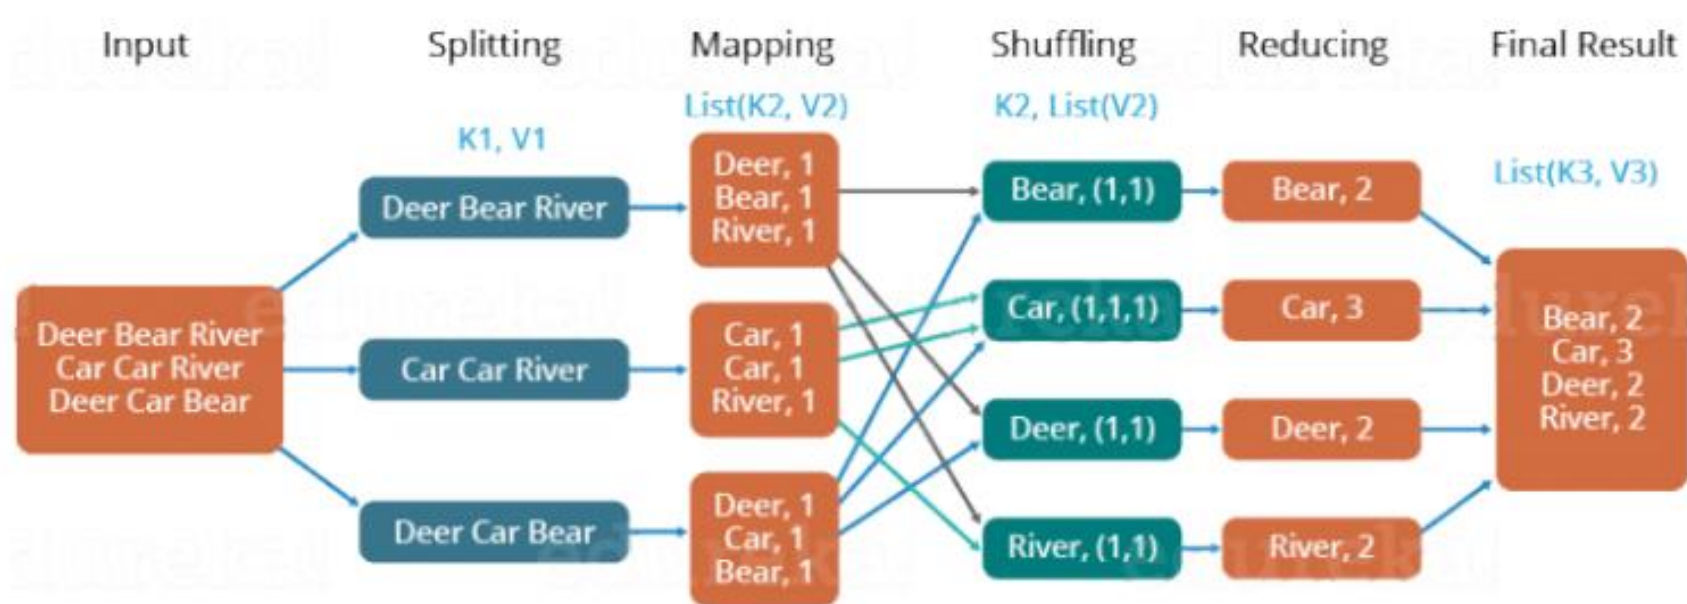 Input
Splitting
Mapping
Shuffling
Reducing
Final Result
K1, V1
List(K2, V2)
K2, List(V2)
List(K3, V3)
Deer Bear River
Car Car River
Deer Car Bear
Deer Bear River
Car Car River
Deer Car Bear
Deer, 1
Bear, 1
River, 1
Car, 1
Car, 1
River, 1
Deer, 1
Car, 1
Bear, 1
Bear, (1,1)
Car, (1,1,1)
Deer, (1,1)
River, (1,1)
Bear, 2
Car, 3
Deer, 2
River, 2
Bear, 2
Car, 3
Deer, 2
River, 2